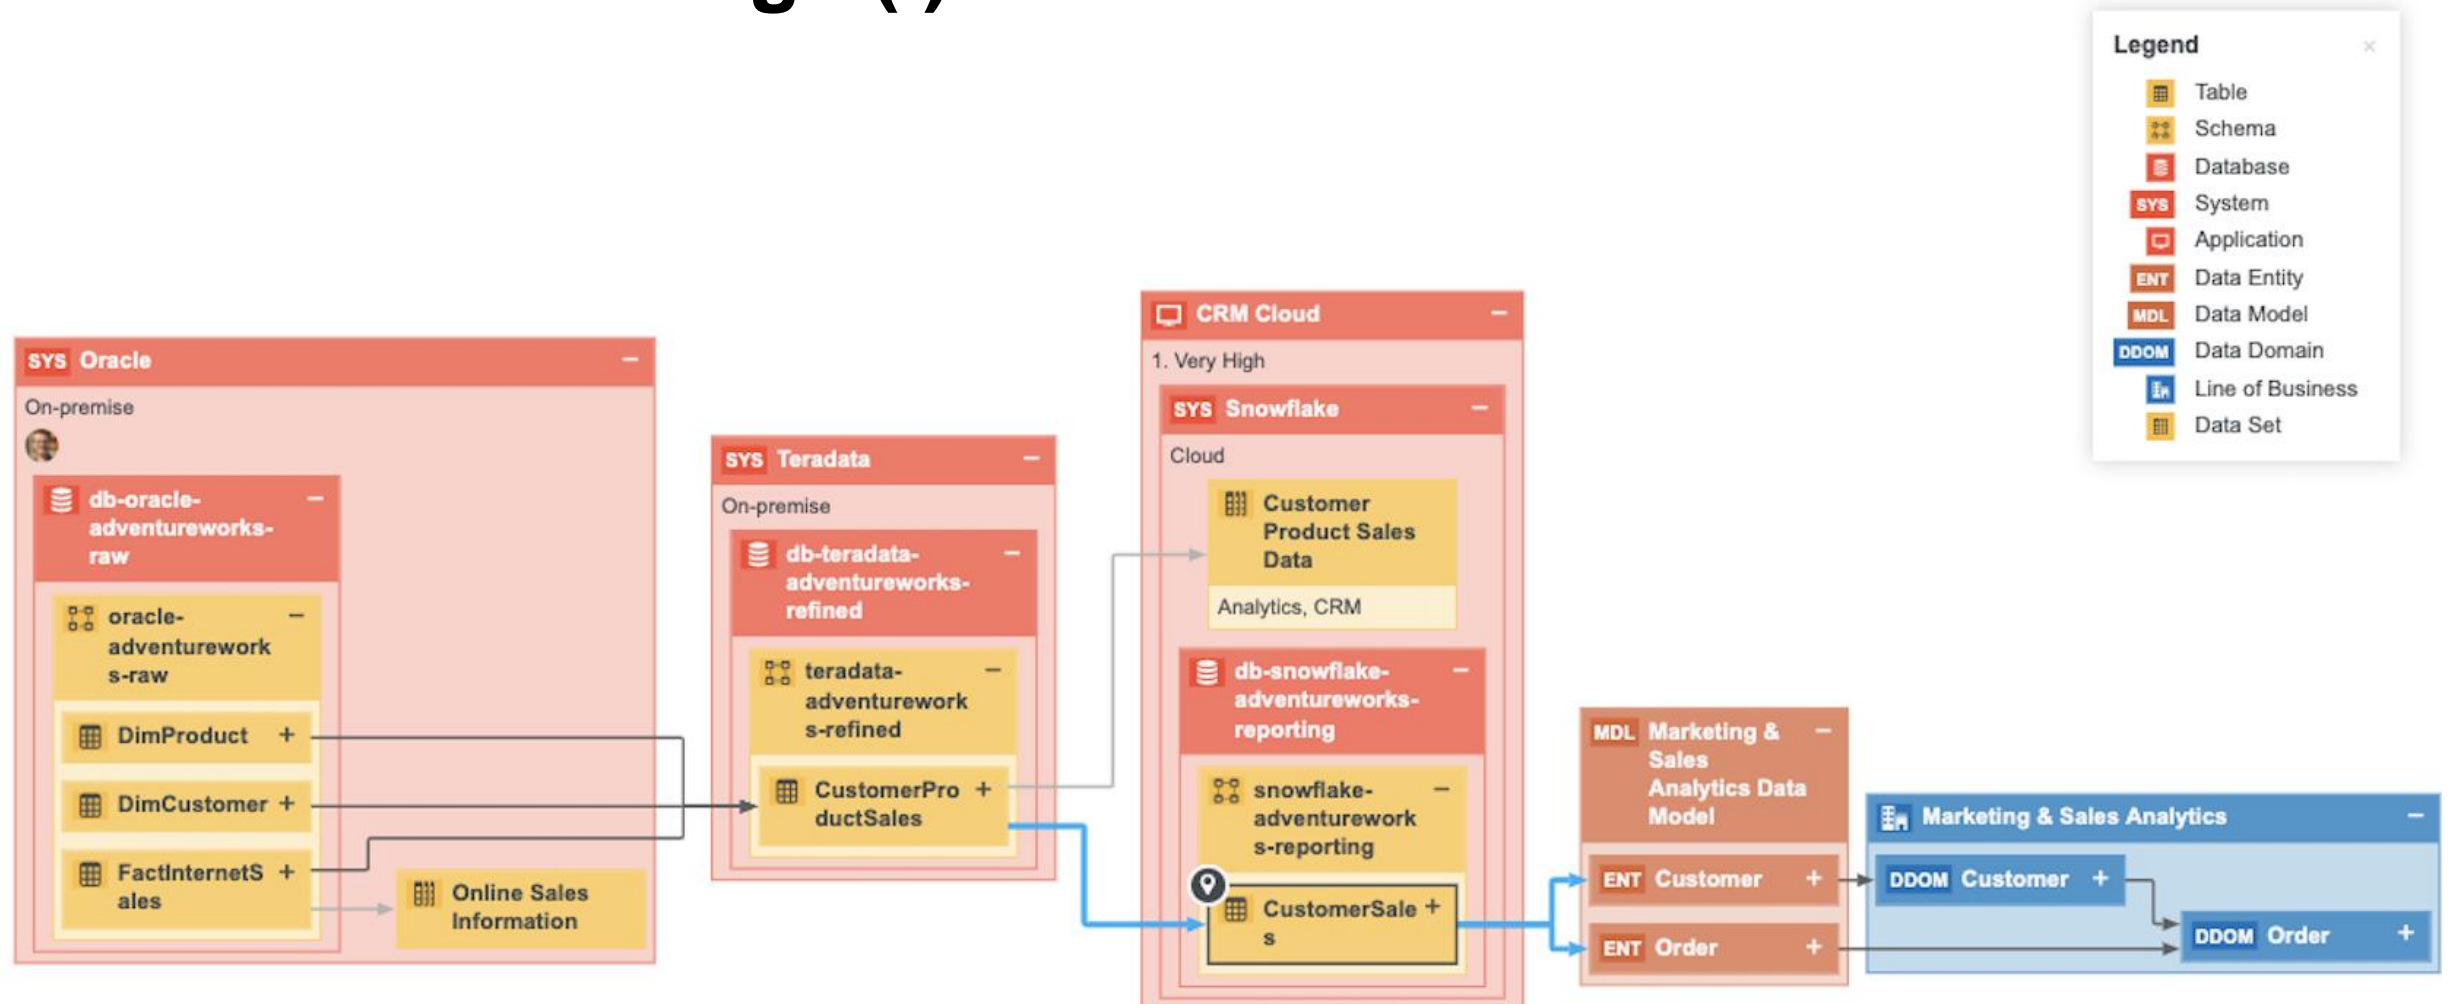 Legend ×
Table
Schema
Database
SYS System
Application
ENT Data Entity
MDL Data Model
DDOM Data Domain
Line of Business
Data Set
SYS Oracle −
On-premise
db-oracle- −
adventureworks-
raw
oracle- −
adventurework
s-raw
DimProduct +
DimCustomer +
FactInternetS +
ales
Online Sales
Information
SYS Teradata −
On-premise
db-teradata- −
adventureworks-
refined
teradata- −
adventurework
s-refined
CustomerPro +
ductSales
CRM Cloud −
1. Very High
SYS Snowflake −
Cloud
Customer
Product Sales
Data
Analytics, CRM
db-snowflake- −
adventureworks-
reporting
snowflake- −
adventurework
s-reporting
CustomerSale +
s
MDL Marketing & −
Sales
Analytics Data
Model
ENT Customer +
ENT Order +
Marketing & Sales Analytics −
DDOM Customer +
DDOM Order +